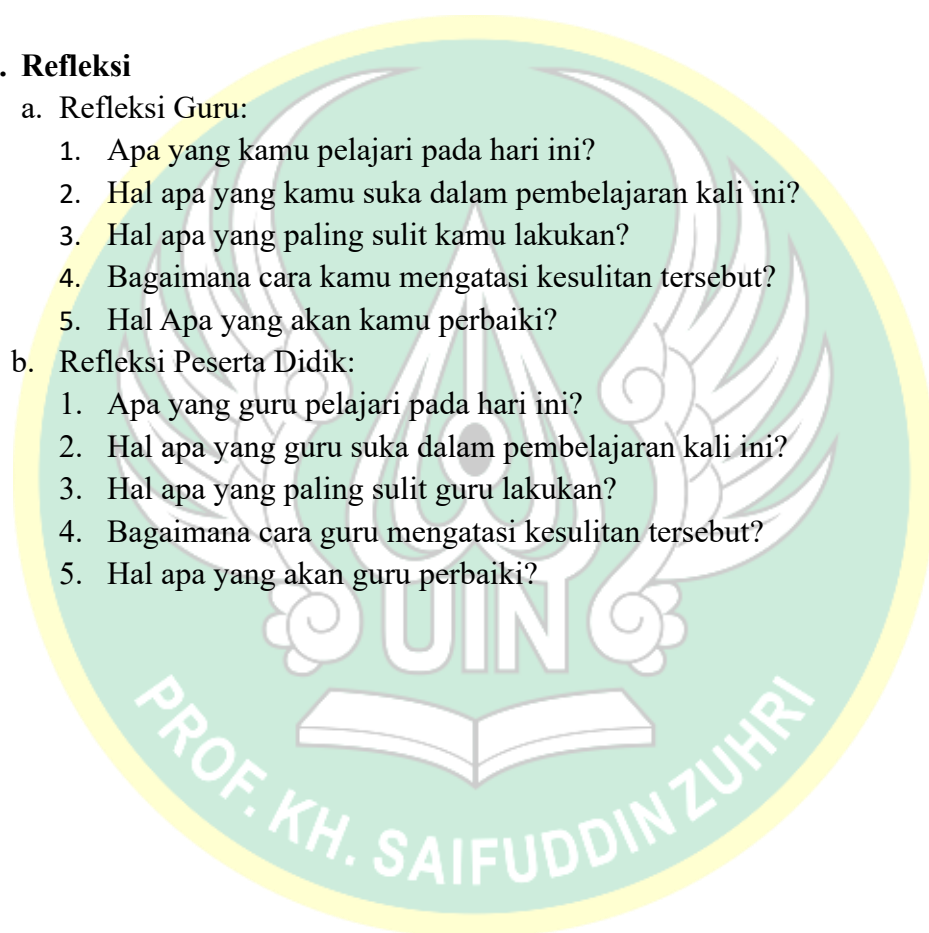 . Refleksi
a. Refleksi Guru:
1. Apa yang kamu pelajari pada hari ini?
2. Hal apa yang kamu suka dalam pembelajaran kali ini?
3. Hal apa yang paling sulit kamu lakukan?
4. Bagaimana cara kamu mengatasi kesulitan tersebut?
5. Hal Apa yang akan kamu perbaiki?
b. Refleksi Peserta Didik:
1. Apa yang guru pelajari pada hari ini?
2. Hal apa yang guru suka dalam pembelajaran kali ini?
3. Hal apa yang paling sulit guru lakukan?
4. Bagaimana cara guru mengatasi kesulitan tersebut?
5. Hal apa yang akan guru perbaiki?
UIN
PROF. KH. SAIFUDDIN ZUHRI